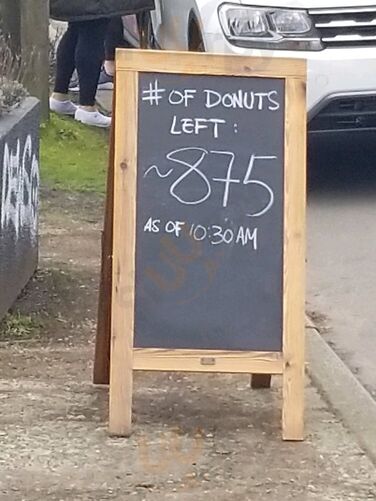 # OF DONUTS
LEFT :
~875
AS OF 10:30 AM